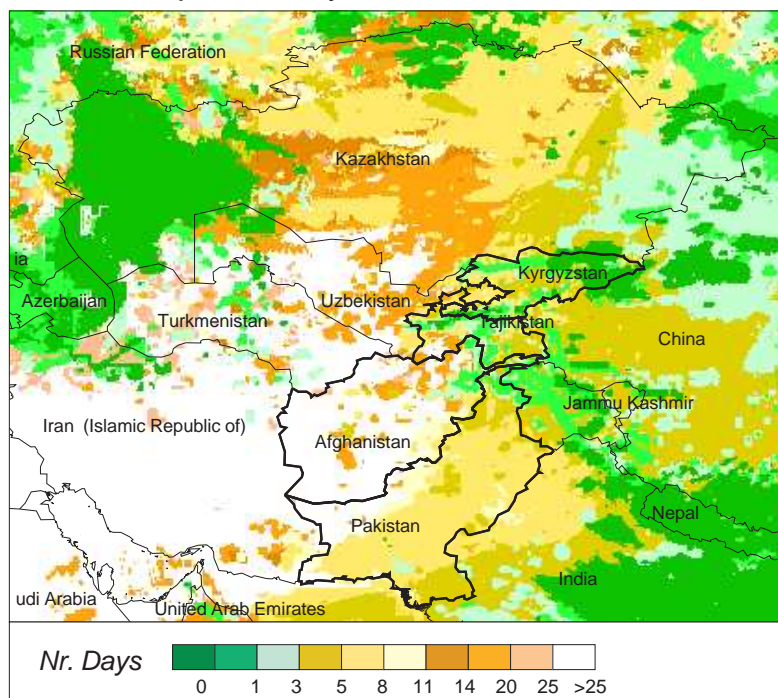 Russian Federation
Kazakhstan
ia
Kyrgyzstan
Azerbaijan
Uzbekistan
Turkmenistan
Tajikistan
China
Jammu Kashmir
Iran (Islamic Republic of)
Afghanistan
Nepal
Pakistan
India
udi Arabia
United Arab Emirates
Nr. Days
0 1 3 5 8 11 14 20 25 >25